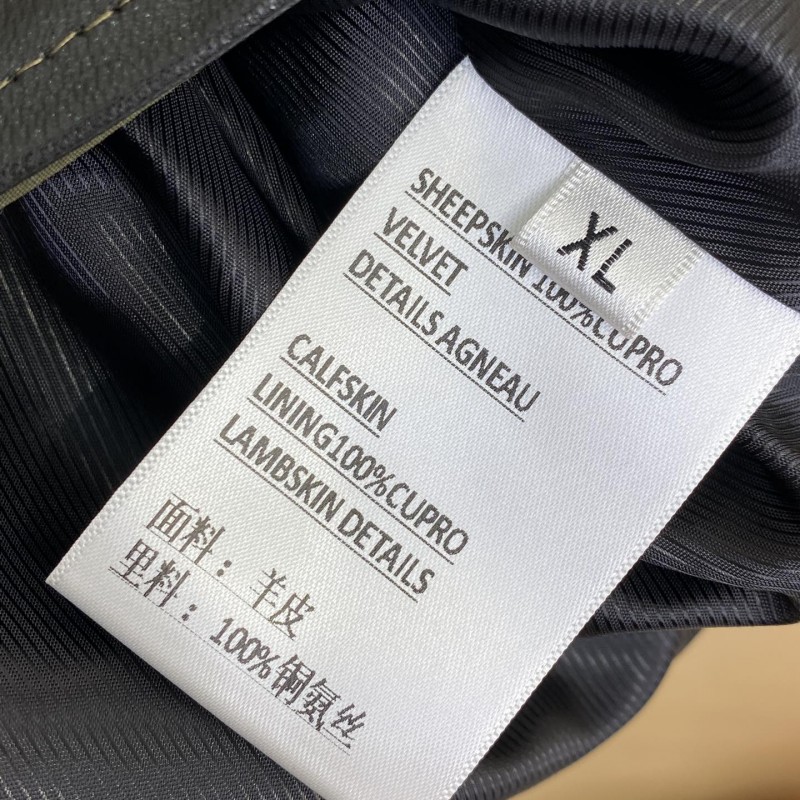 XL
SHEEPSKIN 100%CUPRO
VELVET
DETAILS AGNEAU
CALFSKIN
LINING100%CUPRO
LAMBSKIN DETAILS
面料：羊皮
里料：100%铜氨丝